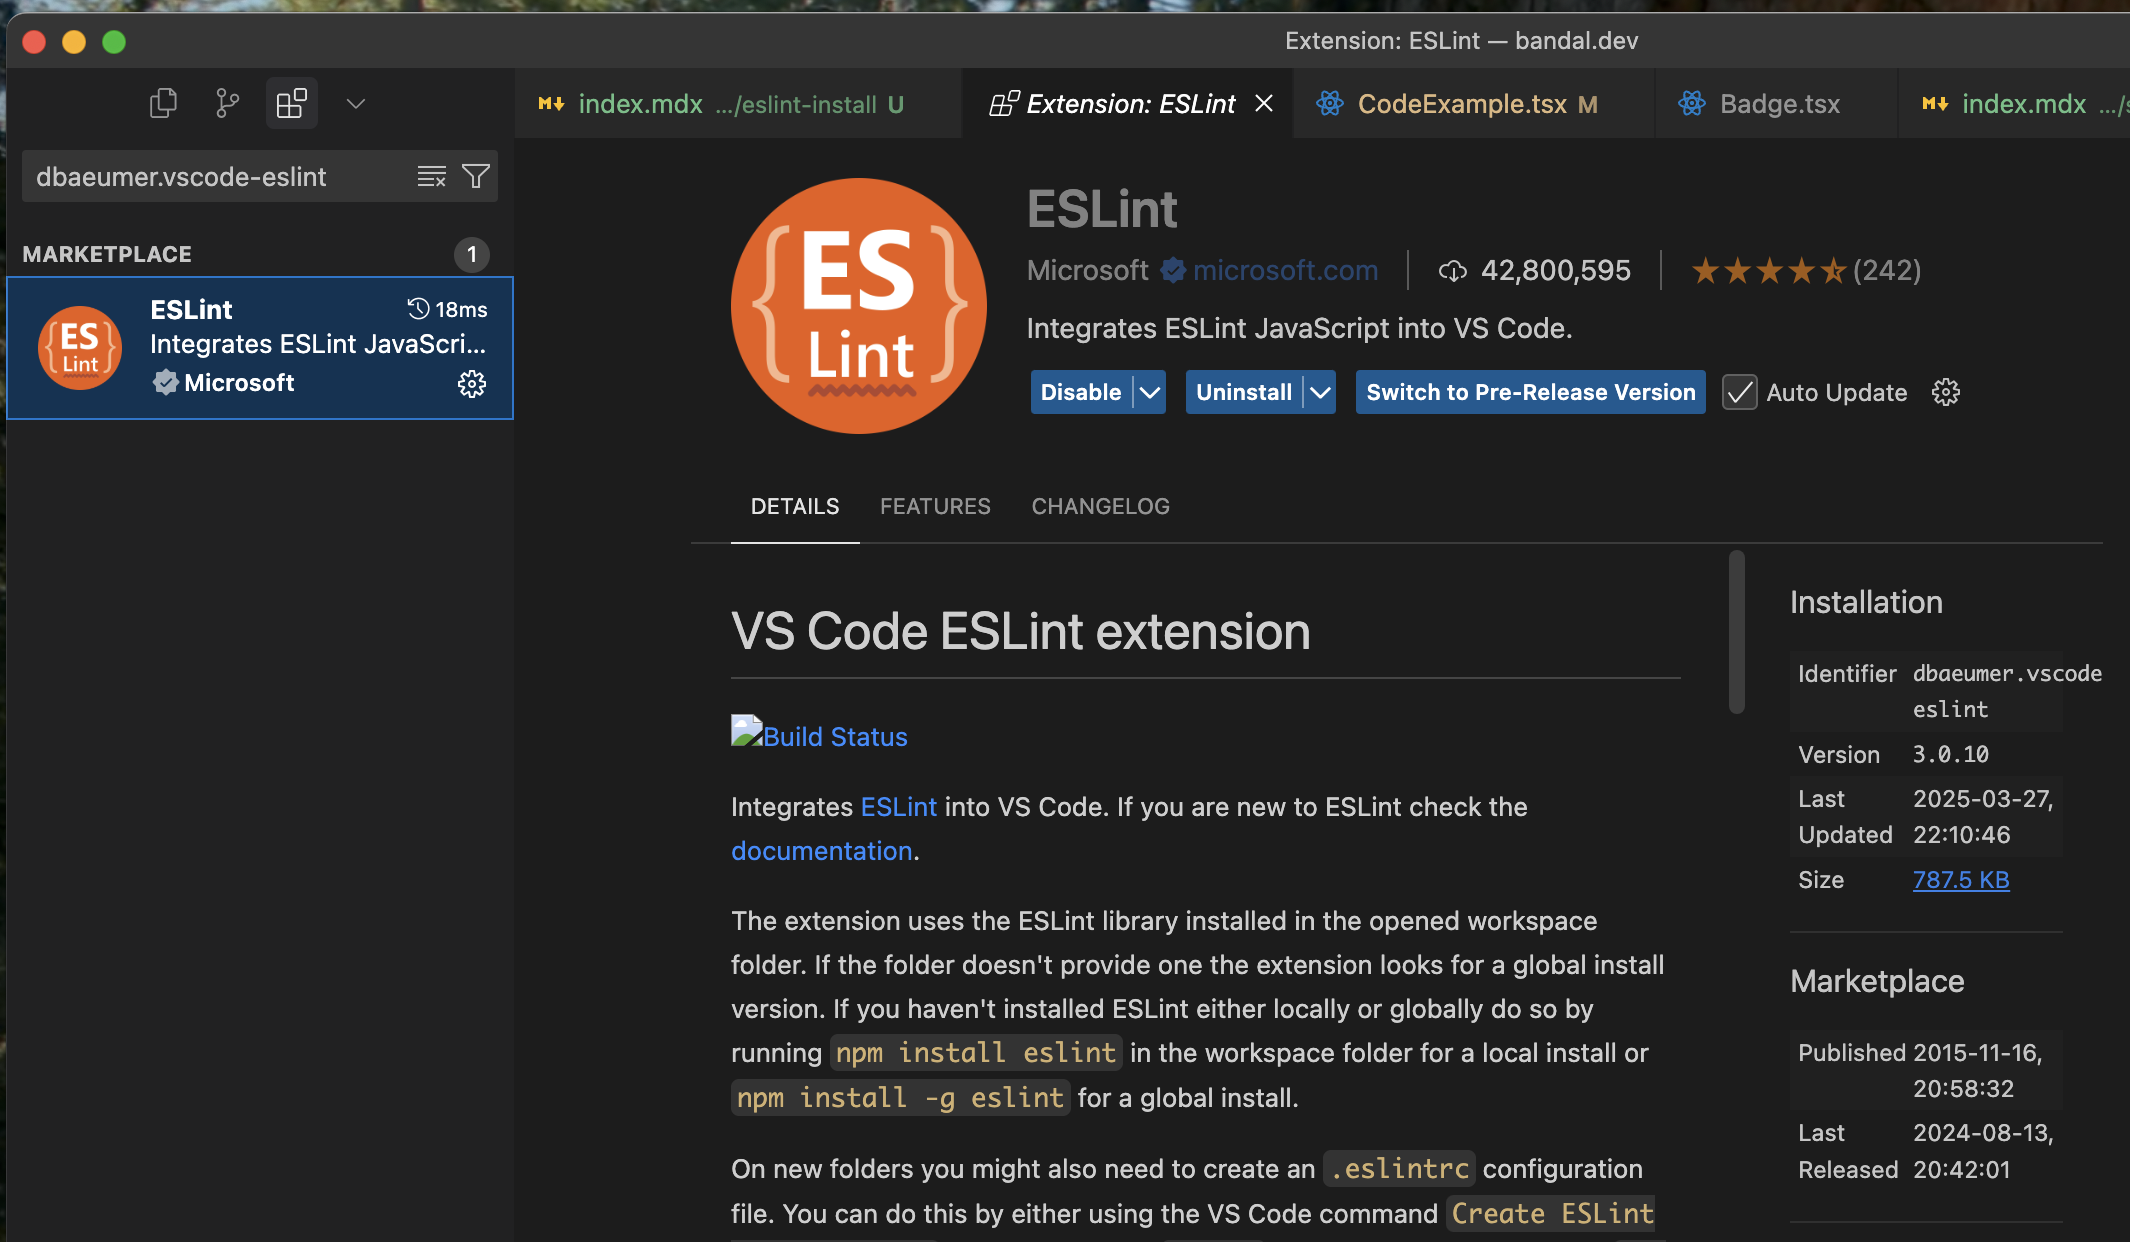 Extension: ESLint — bandal.dev
index.mdx …/eslint-install U
Extension: ESLint
CodeExample.tsx M
Badge.tsx
index.mdx
dbaeumer.vscode-eslint
MARKETPLACE 1
ES Lint
ESLint 18ms
Integrates ESLint JavaScri...
Microsoft
ES
Lint
ESLint
Microsoft microsoft.com 42,800,595 (242)
Integrates ESLint JavaScript into VS Code.
Disable Uninstall Switch to Pre-Release Version Auto Update
DETAILS FEATURES CHANGELOG
VS Code ESLint extension
Build Status
Integrates ESLint into VS Code. If you are new to ESLint check the
documentation.
The extension uses the ESLint library installed in the opened workspace
folder. If the folder doesn't provide one the extension looks for a global install
version. If you haven't installed ESLint either locally or globally do so by
running npm install eslint in the workspace folder for a local install or
npm install -g eslint for a global install.
On new folders you might also need to create an .eslintrc configuration
file. You can do this by either using the VS Code command Create ESLint
Installation
Identifier dbaeumer.vscode
eslint
Version 3.0.10
Last 2025-03-27,
Updated 22:10:46
Size 787.5 KB
Marketplace
Published 2015-11-16,
20:58:32
Last 2024-08-13,
Released 20:42:01